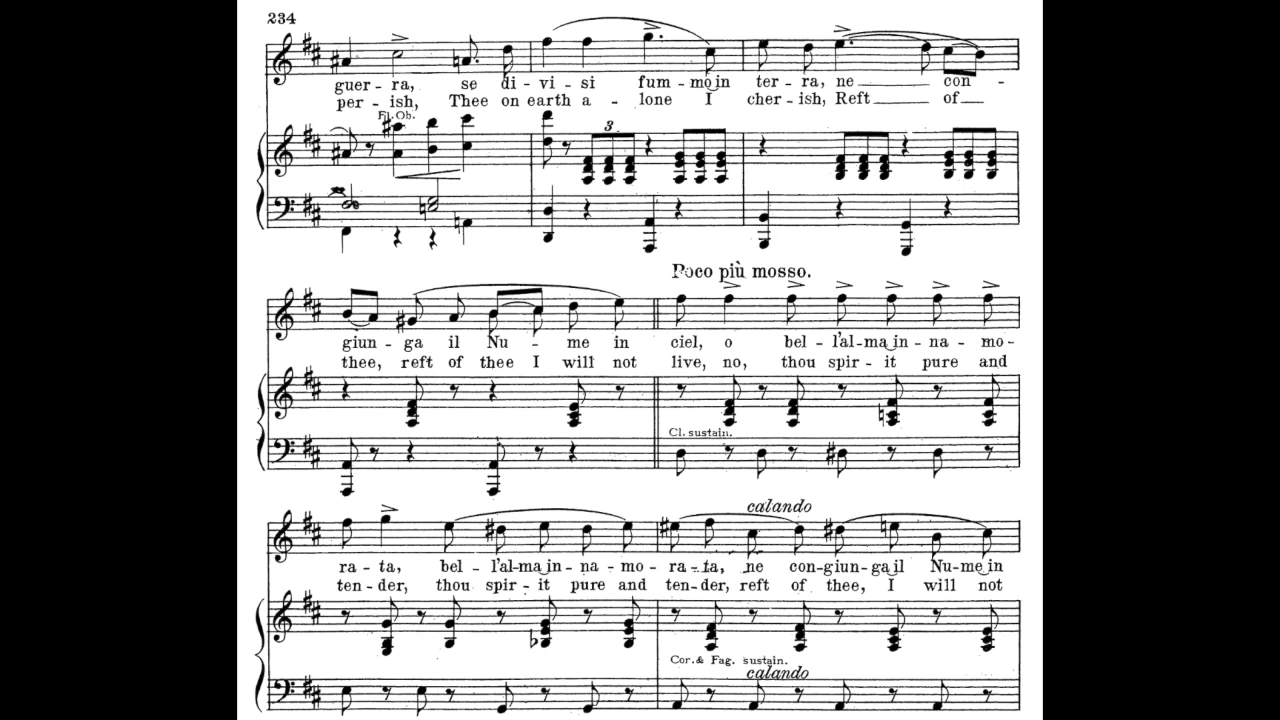 234
guer - ra, se di - vi - si fum - mo in ter - ra, ne con -
per - ish, Thee on earth a - lone I cher - ish, Reft of
Fl. Ob.
3
Poco più mosso.
giun - ga il Nu - me in ciel, o bel - l'al - ma in - na - mo -
thee, reft of thee I will not live, no, thou spir - it pure and
Cl. sustain.
calando
ra - ta, bel - l'al - ma in - na - mo - ra - ta, ne con - giun - ga il Nu - me in
ten - der, thou spir - it pure and ten - der, reft of thee, I will not
Cor. & Fag. sustain.
calando